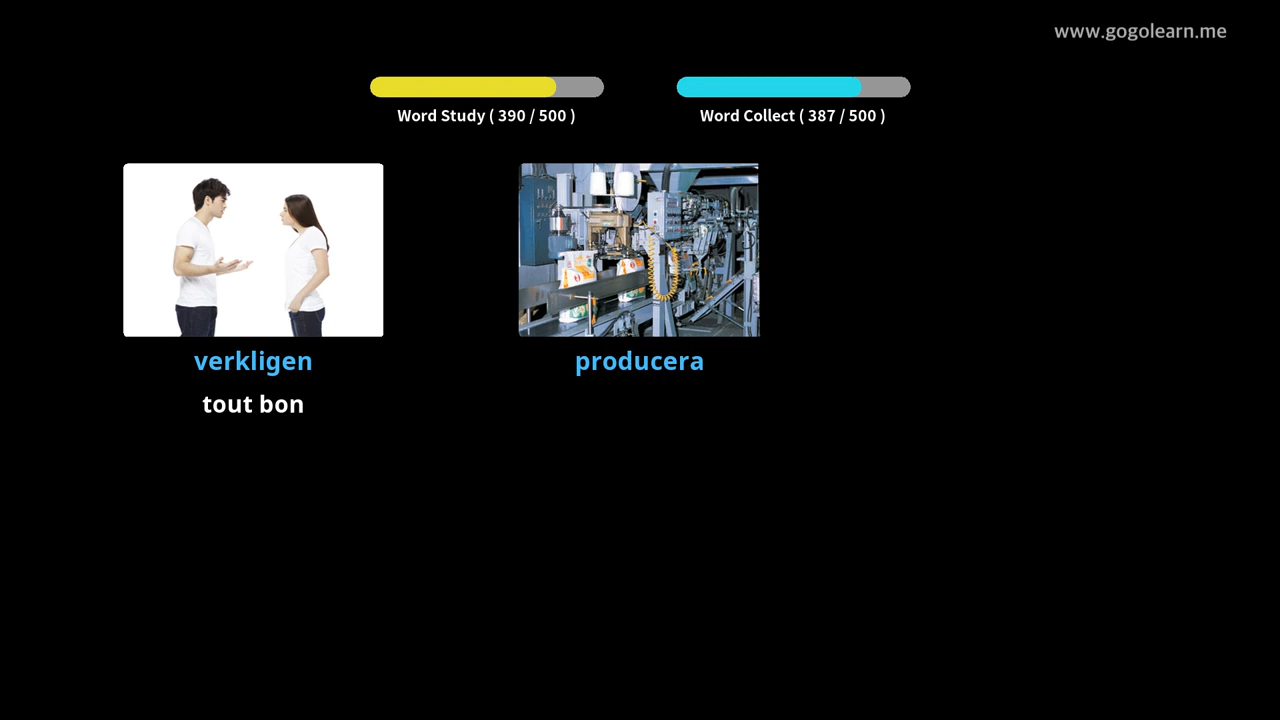 www.gogolearn.me
Word Study ( 390 / 500 )
Word Collect ( 387 / 500 )
verkligen
producera
tout bon